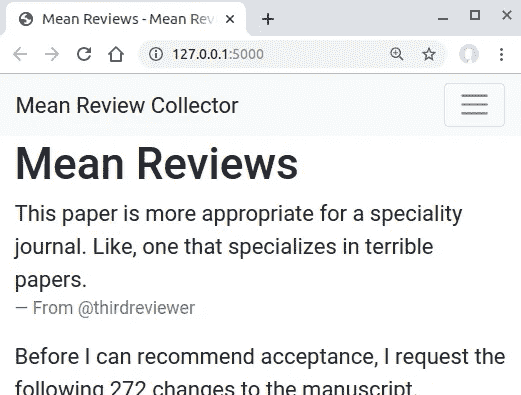 Mean Reviews - Mean Rev
127.0.0.1:5000
Mean Review Collector
Mean Reviews
This paper is more appropriate for a speciality
journal. Like, one that specializes in terrible
papers.
— From @thirdreviewer
Before I can recommend acceptance, I request the
following 272 changes to the manuscript.